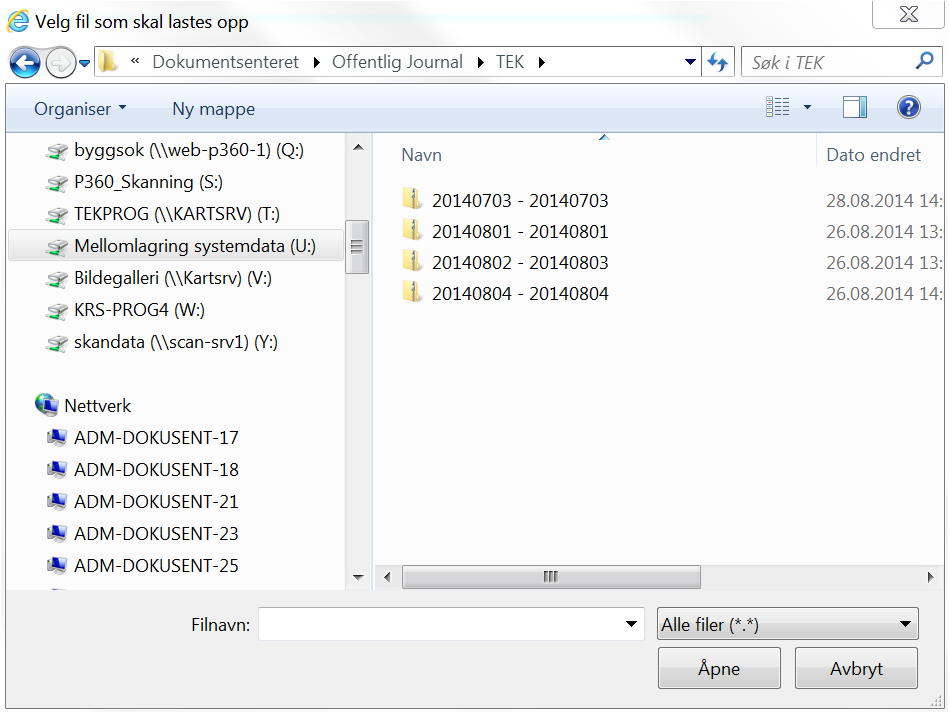 Velg fil som skal lastes opp
« Dokumentsenteret Offentlig Journal TEK
Søk i TEK
Organiser Ny mappe
byggsok (\\web-p360-1) (Q:)
P360_Skanning (S:)
TEKPROG (\\KARTSRV) (T:)
Mellomlagring systemdata (U:)
Bildegalleri (\\Kartsrv) (V:)
KRS-PROG4 (W:)
skandata (\\scan-srv1) (Y:)
Nettverk
ADM-DOKUSENT-17
ADM-DOKUSENT-18
ADM-DOKUSENT-21
ADM-DOKUSENT-23
ADM-DOKUSENT-25
Navn Dato endret
20140703 - 20140703 28.08.2014 14:
20140801 - 20140801 26.08.2014 13:
20140802 - 20140803 26.08.2014 13:
20140804 - 20140804 26.08.2014 14:
Filnavn:
Alle filer (*.*)
Åpne Avbryt